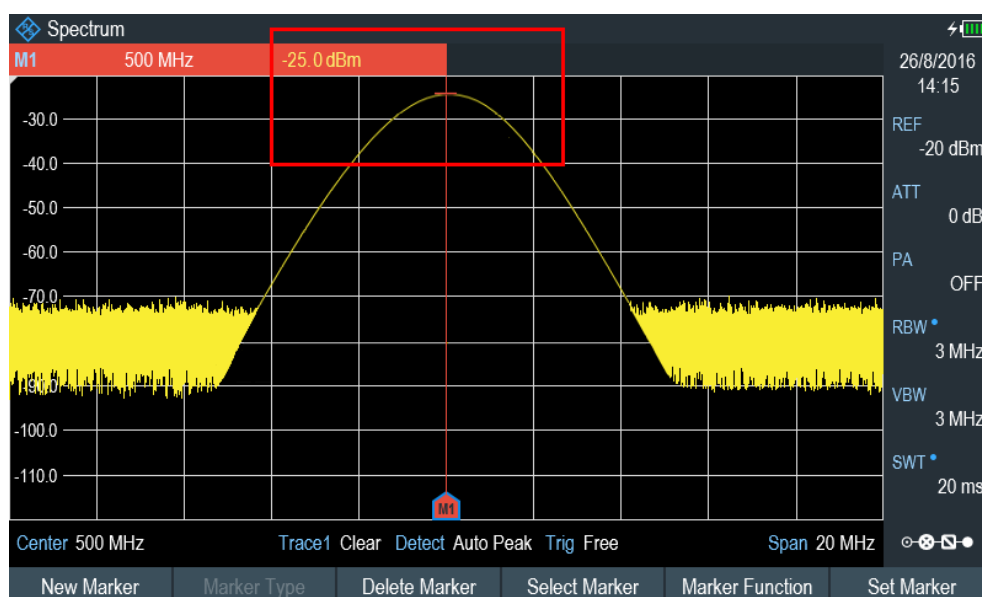 Spectrum
M1 500 MHz -25.0 dBm
26/8/2016
14:15
-30.0
-40.0
-50.0
-60.0
-70.0
-90.0
-100.0
-110.0
REF
-20 dBm
ATT
0 dB
PA
OFF
RBW
3 MHz
VBW
3 MHz
SWT
20 ms
M1
Center 500 MHz Trace1 Clear Detect Auto Peak Trig Free Span 20 MHz
New Marker Marker Type Delete Marker Select Marker Marker Function Set Marker